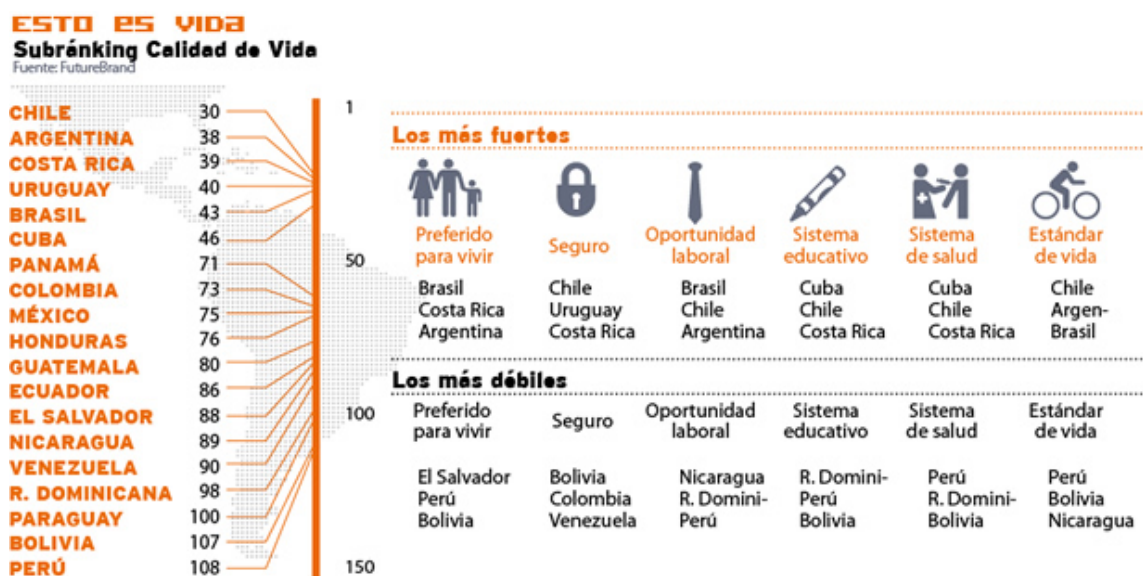 ESTO ES VIDA
Subránking Calidad de Vida
Fuente: FutureBrand
CHILE 30
ARGENTINA 38
COSTA RICA 39
URUGUAY 40
BRASIL 43
CUBA 46
PANAMÁ 71
COLOMBIA 73
MÉXICO 75
HONDURAS 76
GUATEMALA 80
ECUADOR 86
EL SALVADOR 88
NICARAGUA 89
VENEZUELA 90
R. DOMINICANA 98
PARAGUAY 100
BOLIVIA 107
PERÚ 108
1
50
100
150
Los más fuertes
Preferido para vivir
Brasil
Costa Rica
Argentina
Seguro
Chile
Uruguay
Costa Rica
Oportunidad laboral
Brasil
Chile
Argentina
Sistema educativo
Cuba
Chile
Costa Rica
Sistema de salud
Cuba
Chile
Costa Rica
Estándar de vida
Chile
Argen-
Brasil
Los más débiles
Preferido para vivir
El Salvador
Perú
Bolivia
Seguro
Bolivia
Colombia
Venezuela
Oportunidad laboral
Nicaragua
R. Domini-
Perú
Sistema educativo
R. Domini-
Perú
Bolivia
Sistema de salud
Perú
R. Domini-
Bolivia
Estándar de vida
Perú
Bolivia
Nicaragua